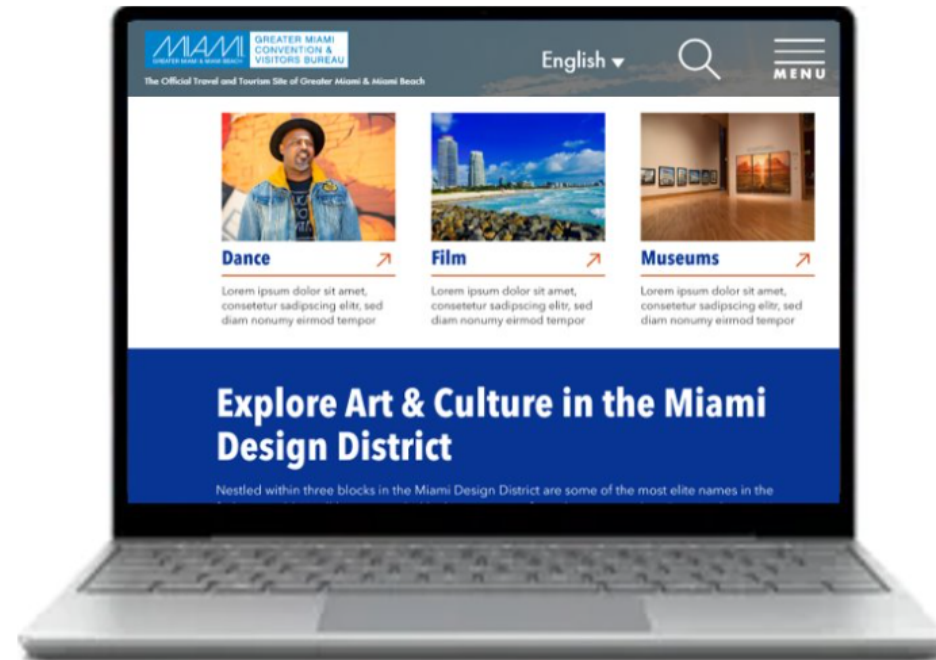 MIAMI
GREATER MIAMI & MIAMI BEACH
GREATER MIAMI
CONVENTION &
VISITORS BUREAU
The Official Travel and Tourism Site of Greater Miami & Miami Beach
English
MENU
Dance
Lorem ipsum dolor sit amet,
consetetur sadipscing elitr, sed
diam nonumy eirmod tempor
Film
Lorem ipsum dolor sit amet,
consetetur sadipscing elitr, sed
diam nonumy eirmod tempor
Museums
Lorem ipsum dolor sit amet,
consetetur sadipscing elitr, sed
diam nonumy eirmod tempor
Explore Art & Culture in the Miami
Design District
Nestled within three blocks in the Miami Design District are some of the most elite names in the